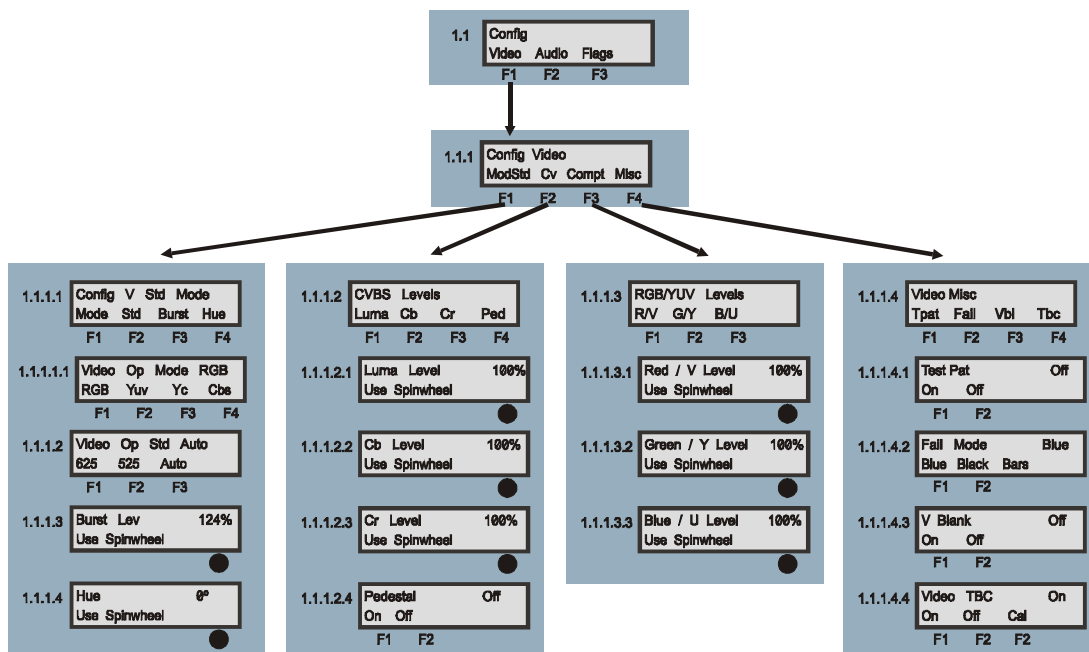 1.1 Config
Video Audio Flags
F1 F2 F3
1.1.1 Config Video
ModStd Cv Compt Misc
F1 F2 F3 F4
1.1.1.1 Config V Std Mode
Mode Std Burst Hue
F1 F2 F3 F4
1.1.1.1.1 Video Op Mode RGB
RGB Yuv Yc Cbs
F1 F2 F3 F4
1.1.1.2 Video Op Std Auto
625 525 Auto
F1 F2 F3
1.1.1.3 Burst Lev 124%
Use Spinwheel
1.1.1.4 Hue 0º
Use Spinwheel
1.1.1.2 CVBS Levels
Luma Cb Cr Ped
F1 F2 F3 F4
1.1.1.2.1 Luma Level 100%
Use Spinwheel
1.1.1.2.2 Cb Level 100%
Use Spinwheel
1.1.1.2.3 Cr Level 100%
Use Spinwheel
1.1.1.2.4 Pedestal Off
On Off
F1 F2
1.1.1.3 RGB/YUV Levels
R/V G/Y B/U
F1 F2 F3
1.1.1.3.1 Red / V Level 100%
Use Spinwheel
1.1.1.3.2 Green / Y Level 100%
Use Spinwheel
1.1.1.3.3 Blue / U Level 100%
Use Spinwheel
1.1.1.4 Video Misc
Tpat Fail Vbl Tbc
F1 F2 F3 F4
1.1.1.4.1 Test Pat Off
On Off
F1 F2
1.1.1.4.2 Fail Mode Blue
Blue Black Bars
F1 F2
1.1.1.4.3 V Blank Off
On Off
F1 F2
1.1.1.4.4 Video TBC On
On Off Cal
F1 F2 F2